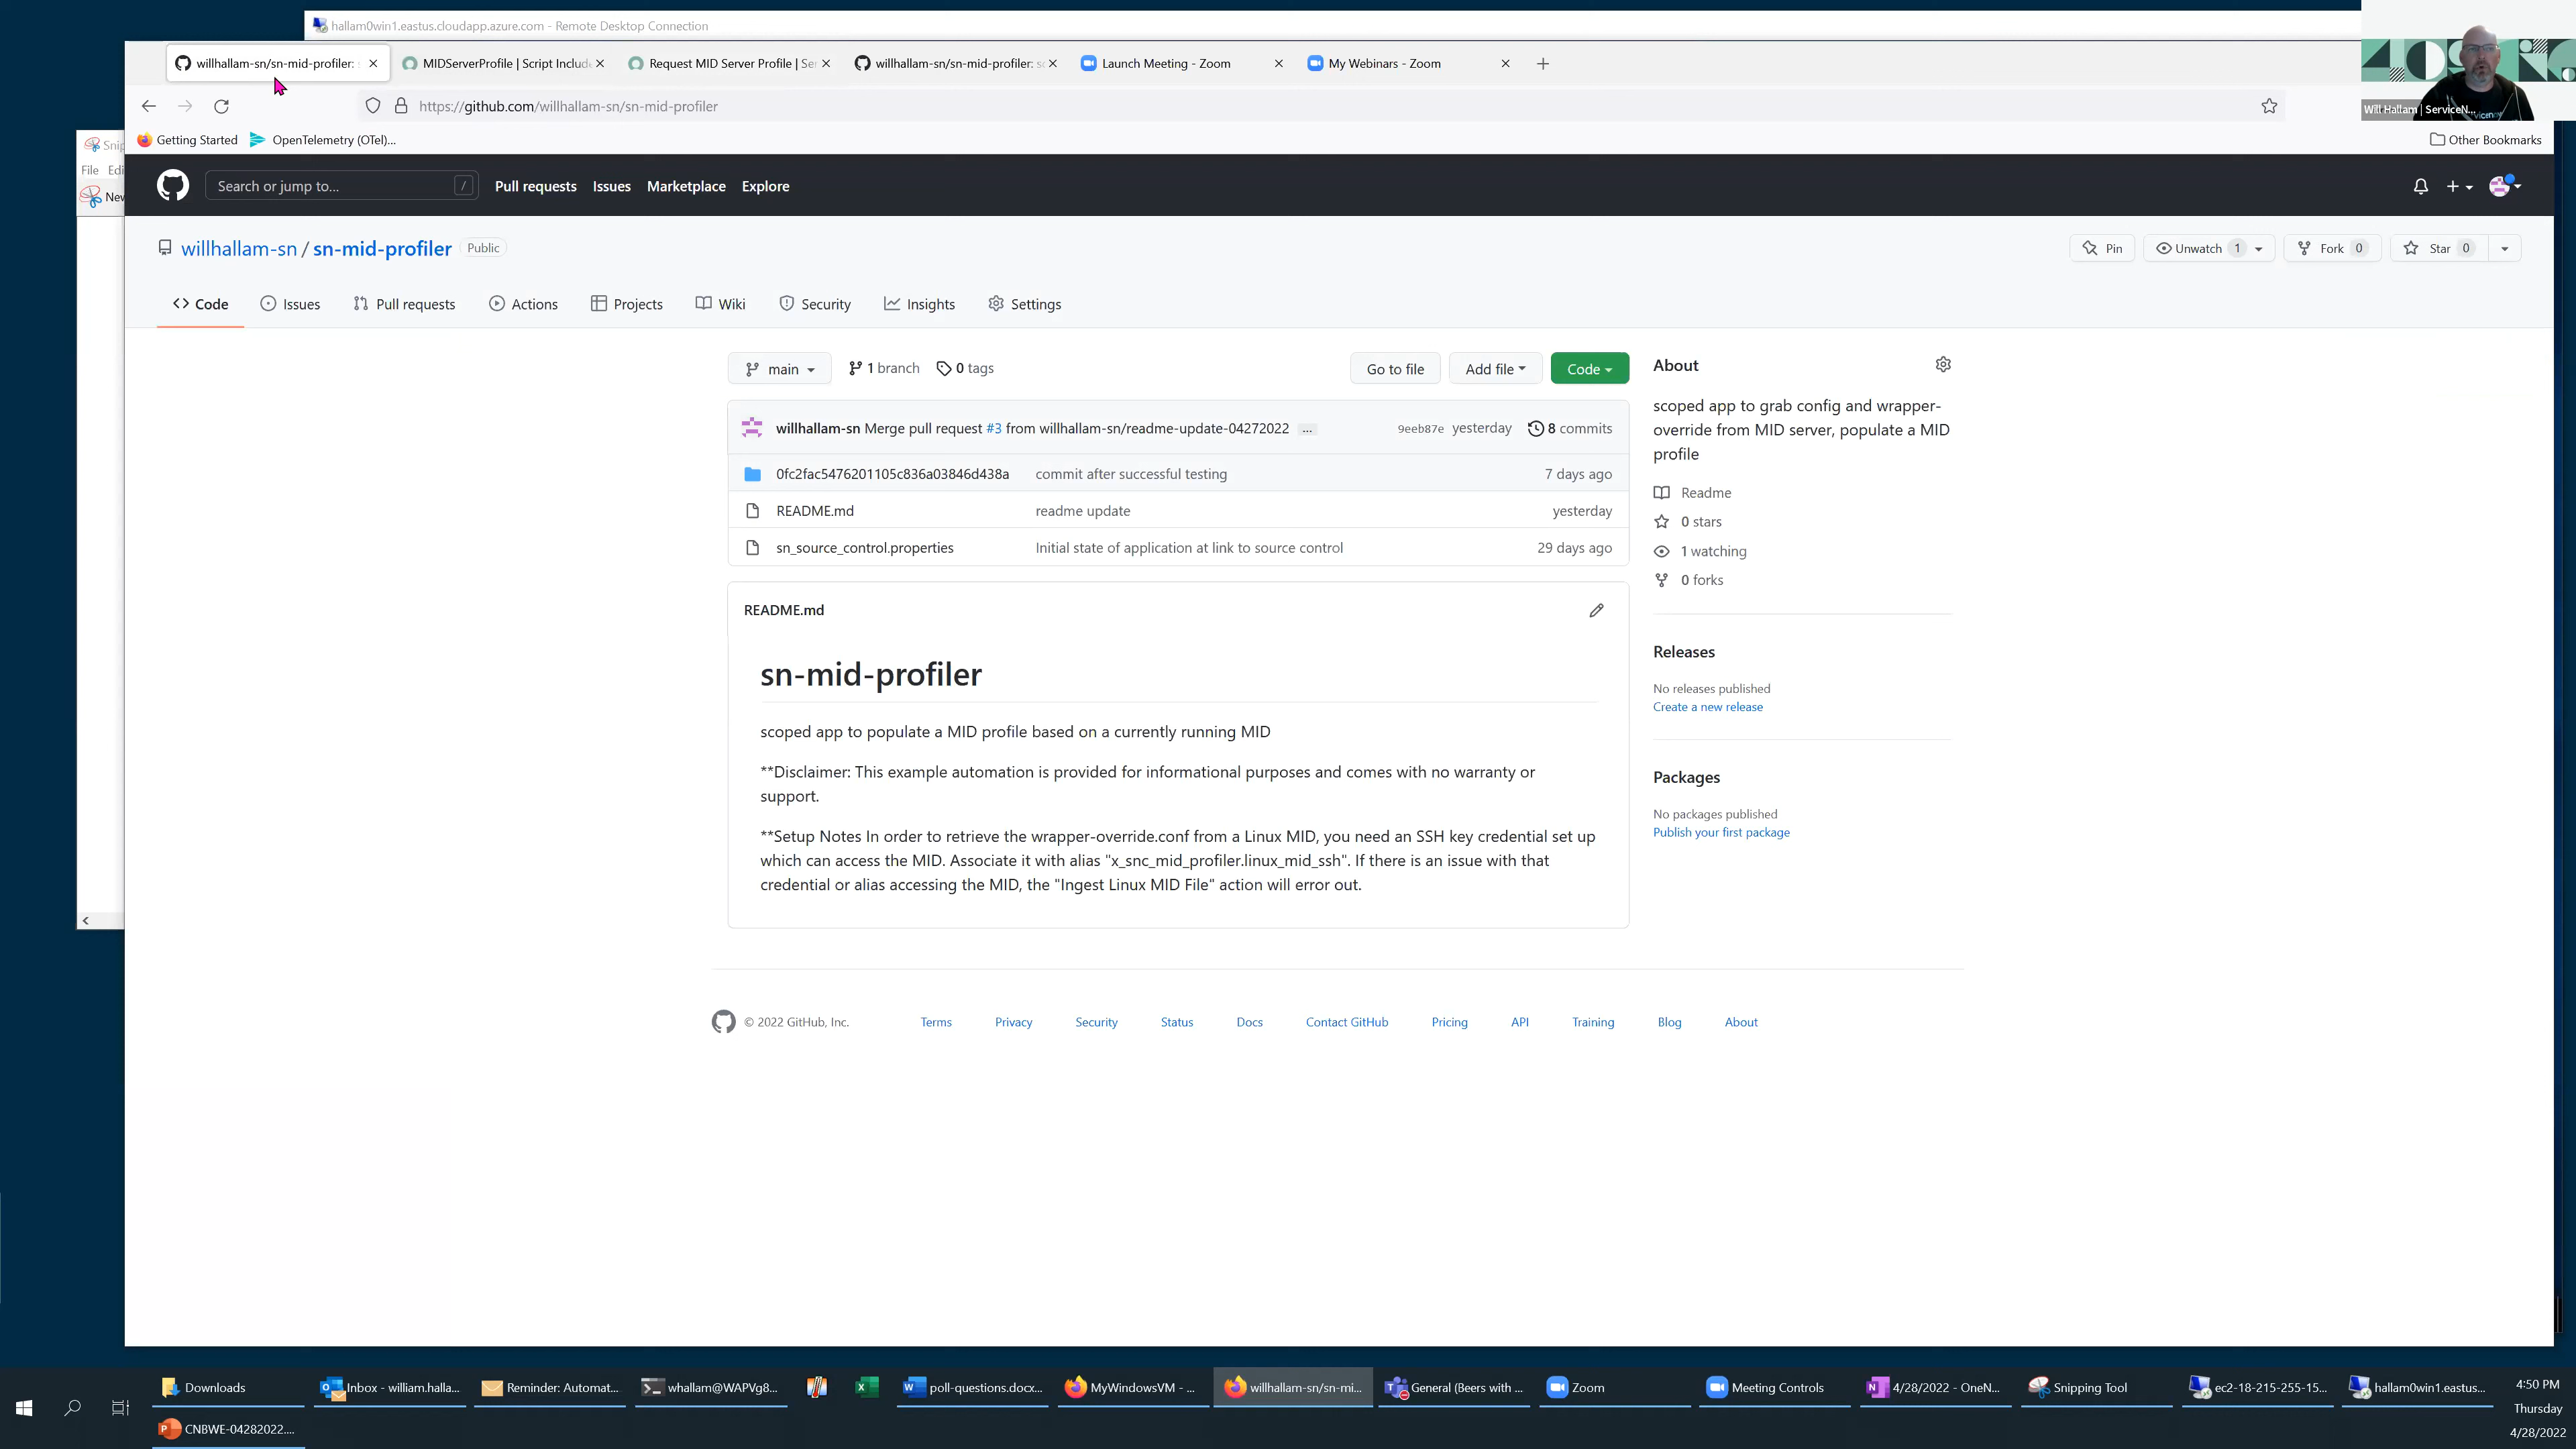 hallam0win1.eastus.cloudapp.azure.com - Remote Desktop Connection
willhallam-sn/sn-mid-profiler:
MIDServerProfile | Script Include
Request MID Server Profile | Ser
willhallam-sn/sn-mid-profiler: sc
Launch Meeting - Zoom
My Webinars - Zoom
Will Hallam | ServiceN...
https://github.com/willhallam-sn/sn-mid-profiler
Getting Started
OpenTelemetry (OTel)...
Other Bookmarks
Snip
File Edi
New
Search or jump to...
/
Pull requests
Issues
Marketplace
Explore
willhallam-sn / sn-mid-profiler Public
Pin
Unwatch 1
Fork 0
Star 0
Code
Issues
Pull requests
Actions
Projects
Wiki
Security
Insights
Settings
main
1 branch
0 tags
Go to file
Add file
Code
willhallam-sn Merge pull request #3 from willhallam-sn/readme-update-04272022 ...
9eeb87e yesterday
8 commits
0fc2fac5476201105c836a03846d438a commit after successful testing 7 days ago
README.md readme update yesterday
sn_source_control.properties Initial state of application at link to source control 29 days ago
README.md
sn-mid-profiler
scoped app to populate a MID profile based on a currently running MID
**Disclaimer: This example automation is provided for informational purposes and comes with no warranty or
support.
**Setup Notes In order to retrieve the wrapper-override.conf from a Linux MID, you need an SSH key credential set up
which can access the MID. Associate it with alias "x_snc_mid_profiler.linux_mid_ssh". If there is an issue with that
credential or alias accessing the MID, the "Ingest Linux MID File" action will error out.
About
scoped app to grab config and wrapper-
override from MID server, populate a MID
profile
Readme
0 stars
1 watching
0 forks
Releases
No releases published
Create a new release
Packages
No packages published
Publish your first package
© 2022 GitHub, Inc.
Terms
Privacy
Security
Status
Docs
Contact GitHub
Pricing
API
Training
Blog
About
Downloads
Inbox - william.halla...
Reminder: Automat...
whallam@WAPVg8...
poll-questions.docx...
MyWindowsVM - ...
willhallam-sn/sn-mi...
General (Beers with ...
Zoom
Meeting Controls
4/28/2022 - OneN...
Snipping Tool
ec2-18-215-255-15...
hallam0win1.eastus...
CNBWE-04282022....
4:50 PM
Thursday
4/28/2022